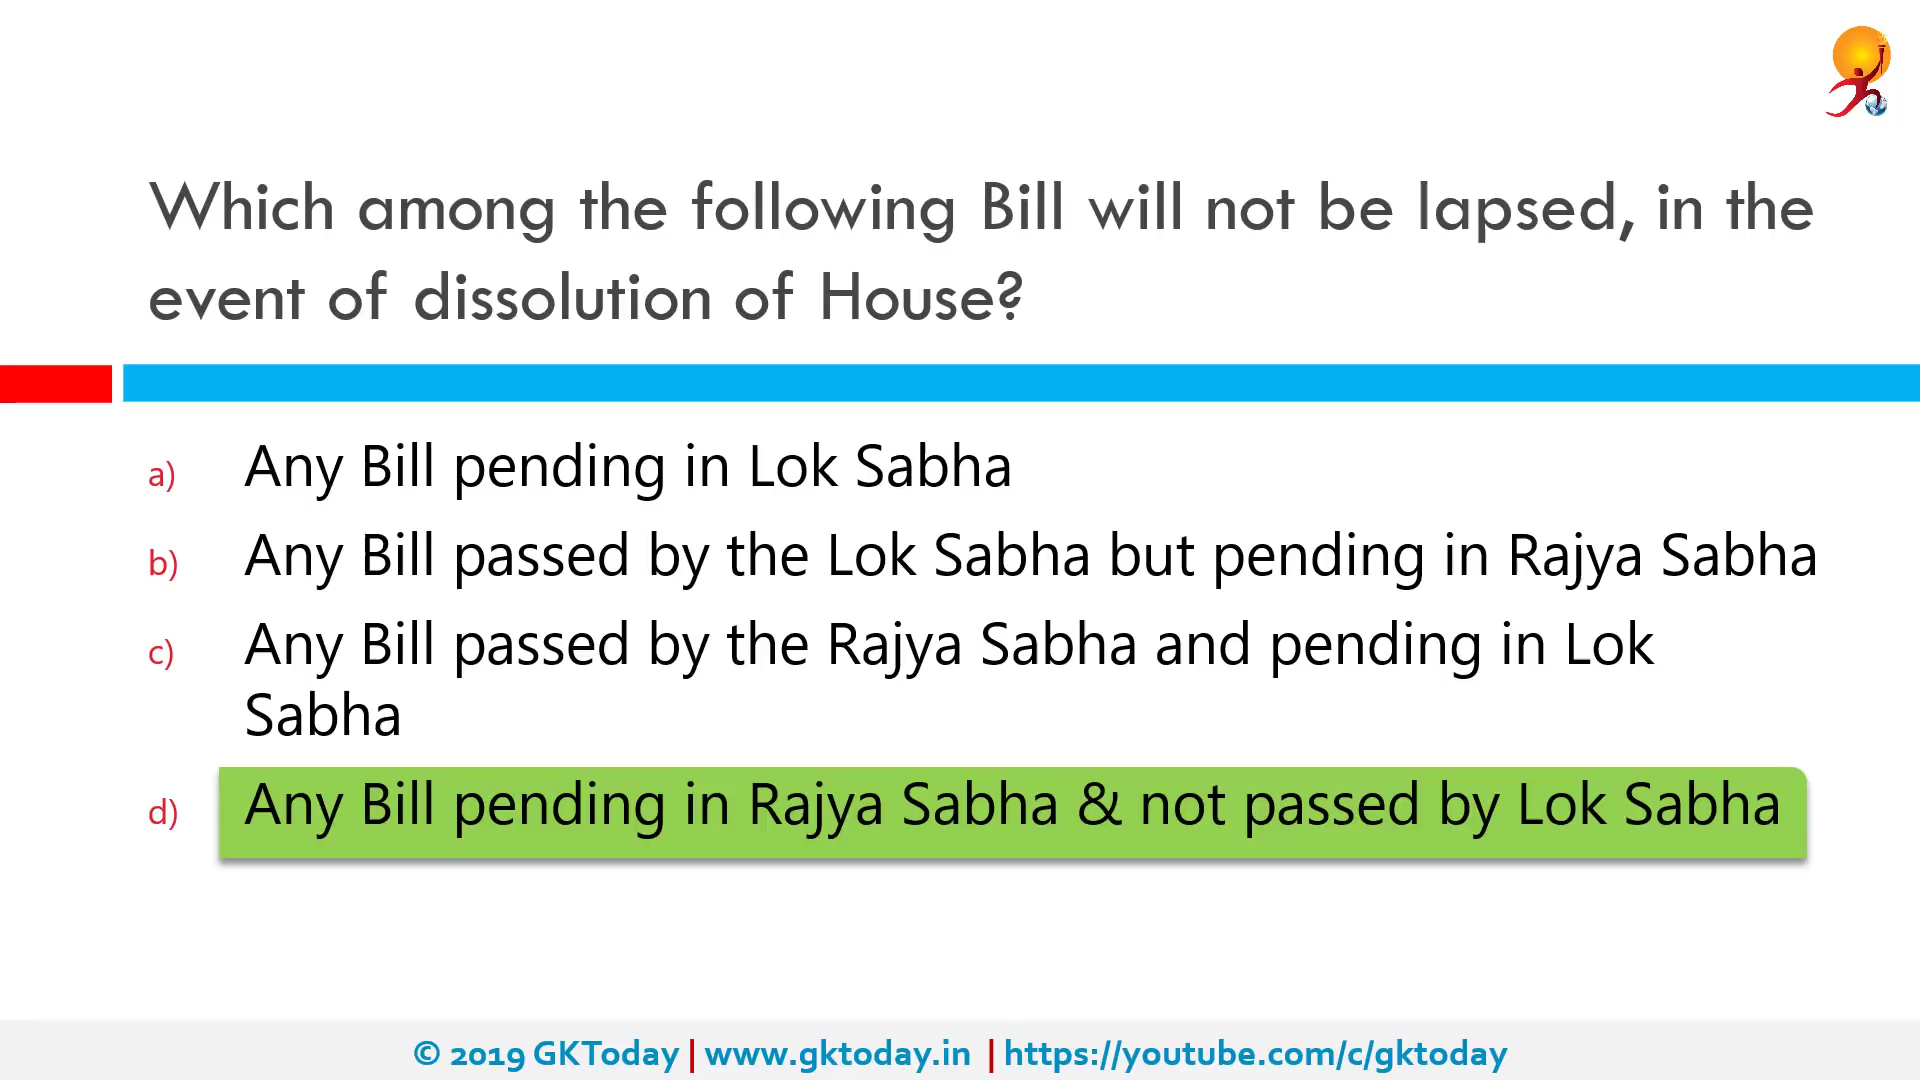 Which among the following Bill will not be lapsed, in the
event of dissolution of House?
a) Any Bill pending in Lok Sabha
b) Any Bill passed by the Lok Sabha but pending in Rajya Sabha
c) Any Bill passed by the Rajya Sabha and pending in Lok
Sabha
d) Any Bill pending in Rajya Sabha & not passed by Lok Sabha
© 2019 GKToday | www.gktoday.in | https://youtube.com/c/gktoday